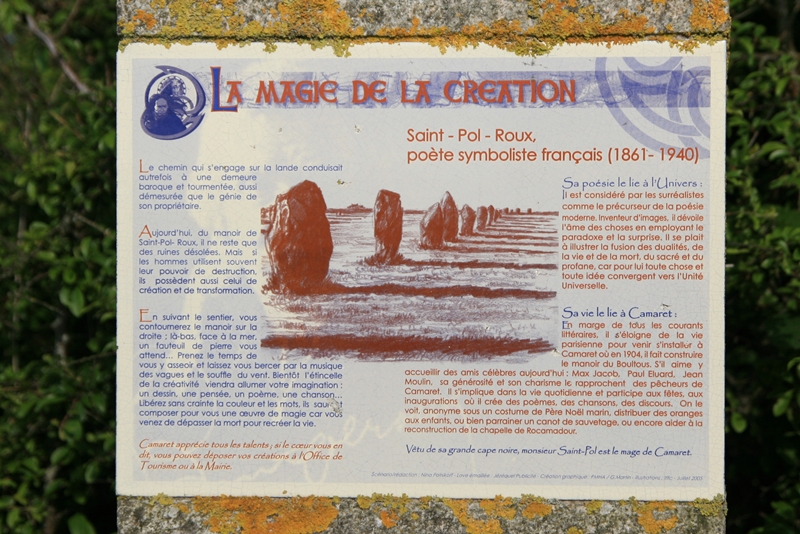 LA MAGIE DE LA CREATION
Saint - Pol - Roux,
poète symboliste français (1861- 1940)
Le chemin qui s'engage sur la lande conduisait
autrefois à une demeure
baroque et tourmentée, aussi
démesurée que le génie de
son propriétaire.
Aujourd'hui, du manoir de
Saint-Pol- Roux, il ne reste que
des ruines désolées. Mais si
les hommes utilisent souvent
leur pouvoir de destruction,
ils possèdent aussi celui de
création et de transformation.
En suivant le sentier, vous
contournerez le manoir sur la
droite ; là-bas, face à la mer,
un fauteuil de pierre vous
attend... Prenez le temps de
vous y asseoir et laissez vous bercer par la musique
des vagues et le souffle du vent. Bientôt l'étincelle
de la créativité viendra allumer votre imagination :
un dessin, une pensée, un poème, une chanson...
Libérez sans crainte la couleur et les mots, ils sauront
composer pour vous une œuvre de magie car vous
venez de dépasser la mort pour recréer la vie.
Camaret apprécie tous les talents ; si le cœur vous en
dit, vous pouvez déposer vos créations à l'Office de
Tourisme ou à la Mairie.
Sa poésie le lie à l'Univers :
Il est considéré par les surréalistes
comme le précurseur de la poésie
moderne. Inventeur d'images, il dévoile
l'âme des choses en employant le
paradoxe et la surprise. Il se plait
à illustrer la fusion des dualités, de
la vie et de la mort, du sacré et du
profane, car pour lui toute chose et
toute idée convergent vers l'Unité
Universelle.
Sa vie le lie à Camaret :
En marge de tous les courants
littéraires, il s'éloigne de la vie
parisienne pour venir s'installer à
Camaret où en 1904, il fait construire
le manoir du Boultous. S'il aime y
accueillir des amis célèbres aujourd'hui : Max Jacob, Paul Eluard, Jean
Moulin, sa générosité et son charisme le rapprochent des pêcheurs de
Camaret. Il s'implique dans la vie quotidienne et participe aux fêtes, aux
inaugurations où il crée des poèmes, des chansons, des discours. On le
voit, anonyme sous un costume de Père Noël marin, distribuer des oranges
aux enfants, ou bien parrainer un canot de sauvetage, ou encore aider à la
reconstruction de la chapelle de Rocamadour.
Vêtu de sa grande cape noire, monsieur Saint-Pol est le mage de Camaret.